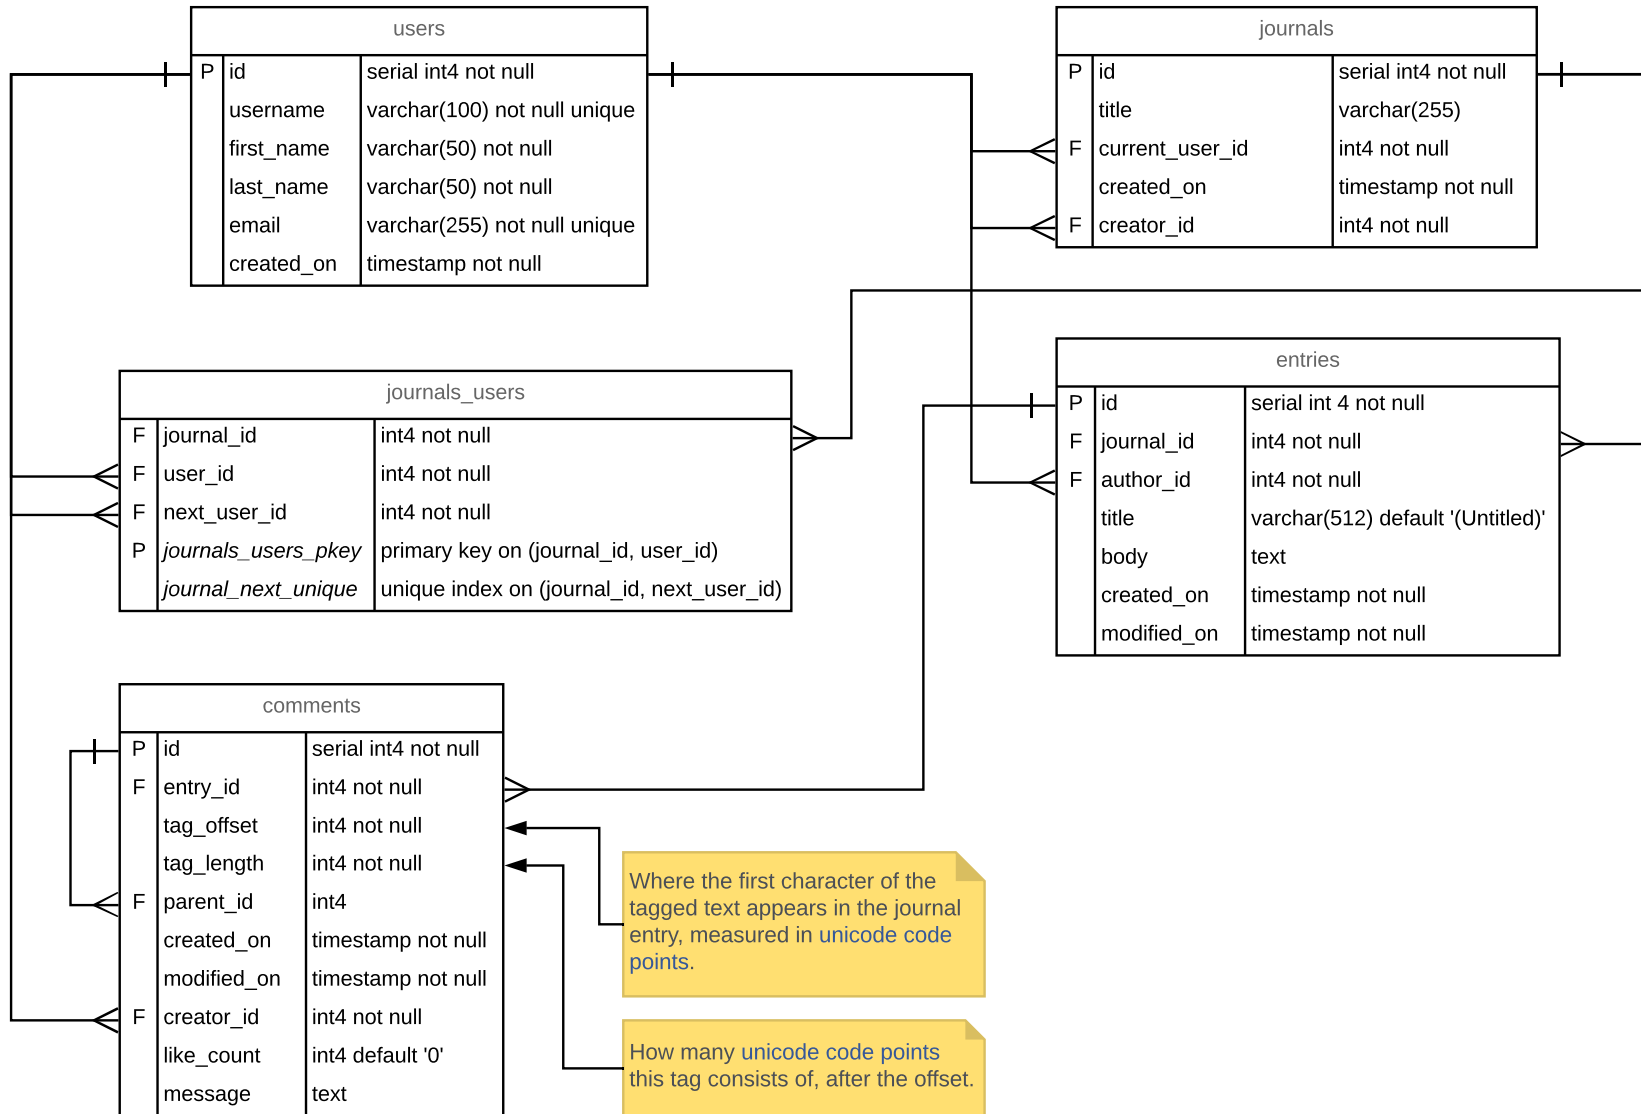 users
P id serial int4 not null
username varchar(100) not null unique
first_name varchar(50) not null
last_name varchar(50) not null
email varchar(255) not null unique
created_on timestamp not null
journals
P id serial int4 not null
title varchar(255)
F current_user_id int4 not null
created_on timestamp not null
F creator_id int4 not null
journals_users
F journal_id int4 not null
F user_id int4 not null
F next_user_id int4 not null
P journals_users_pkey primary key on (journal_id, user_id)
journal_next_unique unique index on (journal_id, next_user_id)
entries
P id serial int 4 not null
F journal_id int4 not null
F author_id int4 not null
title varchar(512) default '(Untitled)'
body text
created_on timestamp not null
modified_on timestamp not null
comments
P id serial int4 not null
F entry_id int4 not null
tag_offset int4 not null
tag_length int4 not null
F parent_id int4
created_on timestamp not null
modified_on timestamp not null
F creator_id int4 not null
like_count int4 default '0'
message text
Where the first character of the
tagged text appears in the journal
entry, measured in unicode code
points.
How many unicode code points
this tag consists of, after the offset.